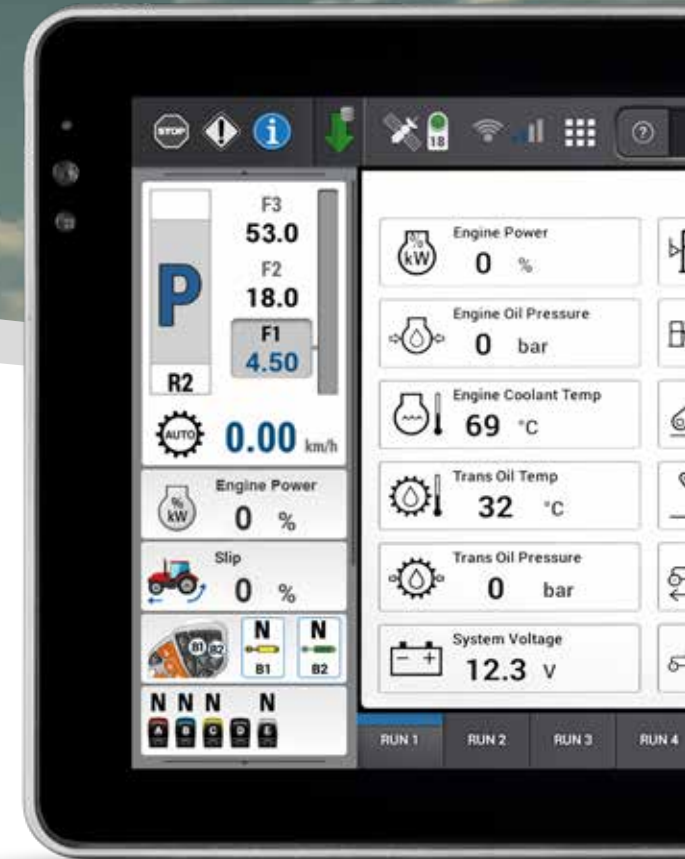 STOP
18
?
F3
53.0
F2
18.0
F1
4.50
P
R2
AUTO
0.00 km/h
% kW
Engine Power
0 %
Slip
0 %
B1 B2
N N
B1 B2
N N N N
A B C D E
% kW
Engine Power
0 %
Engine Oil Pressure
0 bar
Engine Coolant Temp
69 °C
Trans Oil Temp
32 °C
Trans Oil Pressure
0 bar
System Voltage
12.3 V
RUN 1 RUN 2 RUN 3 RUN 4